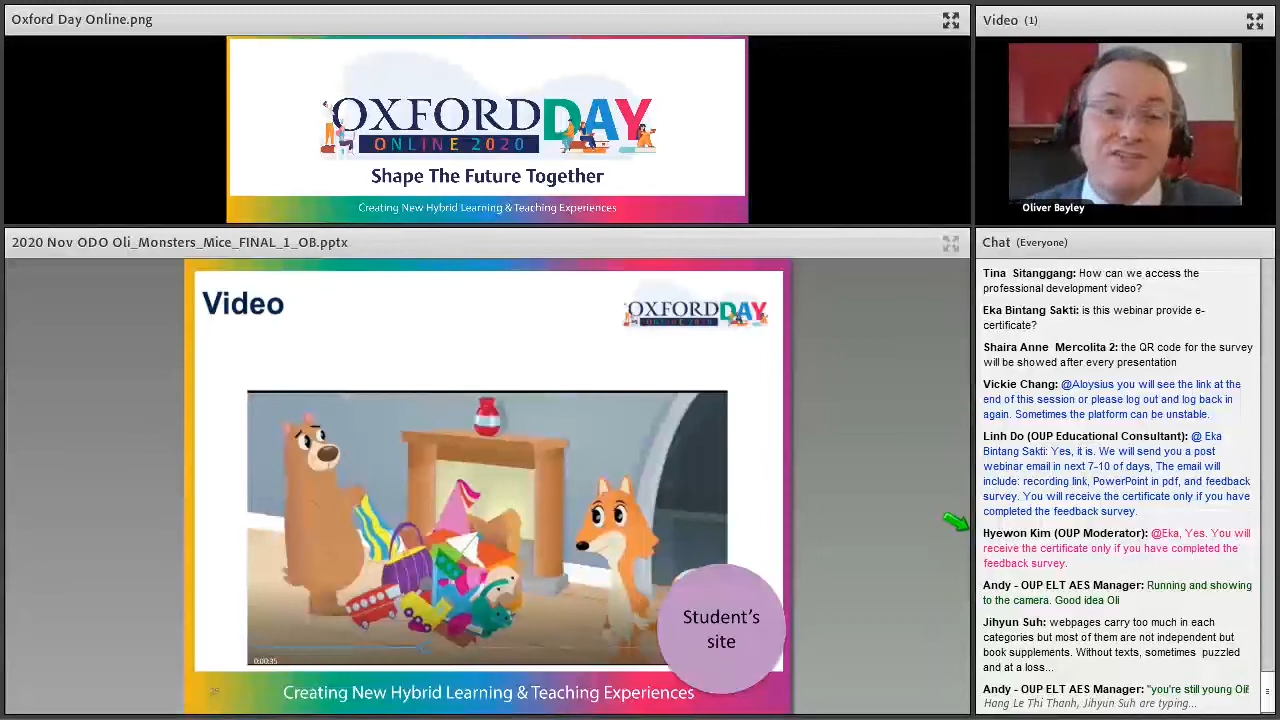 Oxford Day Online.png
OXFORD DAY
ONLINE 2020
Shape The Future Together
Creating New Hybrid Learning & Teaching Experiences
Video (1)
Oliver Bayley
2020 Nov ODO Oli_Monsters_Mice_FINAL_1_OB.pptx
Video
OXFORD DAY
ONLINE 2020
0:00:35
Student's
site
Creating New Hybrid Learning & Teaching Experiences
Chat (Everyone)
Tina Sitanggang: How can we access the
professional development video?
Eka Bintang Sakti: is this webinar provide e-
certificate?
Shaira Anne Mercolita 2: the QR code for the survey
will be showed after every presentation
Vickie Chang: @Aloysius you will see the link at the
end of this session or please log out and log back in
again. Sometimes the platform can be unstable.
Linh Do (OUP Educational Consultant): @ Eka
Bintang Sakti: Yes, it is. We will send you a post
webinar email in next 7-10 of days, The email will
include: recording link, PowerPoint in pdf, and feedback
survey. You will receive the certificate only if you have
completed the feedback survey.
Hyewon Kim (OUP Moderator): @Eka, Yes. You will
receive the certificate only if you have completed the
feedback survey.
Andy - OUP ELT AES Manager: Running and showing
to the camera. Good idea Oli
Jihyun Suh: webpages carry too much in each
categories but most of them are not independent but
book supplements. Without texts, sometimes puzzled
and at a loss...
Andy - OUP ELT AES Manager: "you're still young Oli!
Hang Le Thi Thanh, Jihyun Suh are typing...